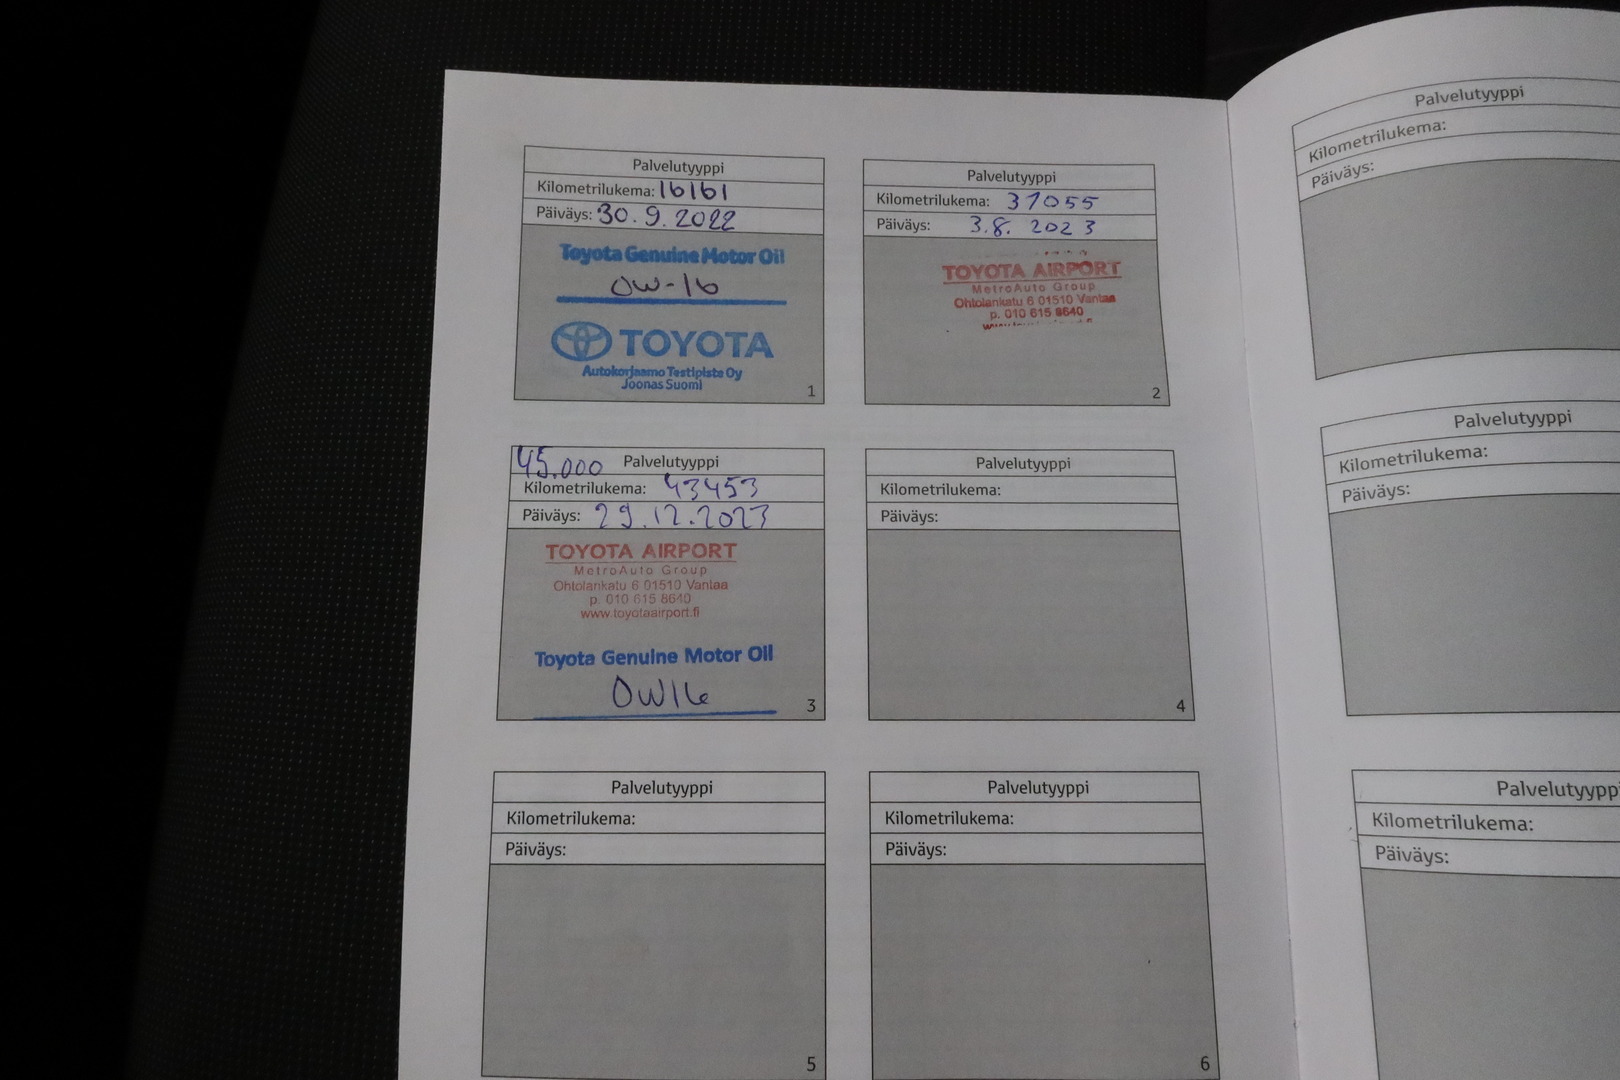 Palvelutyyppi
Kilometrilukema: 16161
Päiväys: 30.9.2022
Toyota Genuine Motor Oil
0W-16
TOYOTA
Autokorjaamo Testipiste Oy
Joonas Suomi
1
Palvelutyyppi
Kilometrilukema: 37055
Päiväys: 3.8. 2023
TOYOTA AIRPORT
MetroAuto Group
Ohtolankatu 6 01510 Vantaa
p. 010 615 8640
2
45.000 Palvelutyyppi
Kilometrilukema: 43453
Päiväys: 29.12.2023
TOYOTA AIRPORT
MetroAuto Group
Ohtolankatu 6 01510 Vantaa
p. 010 615 8640
www.toyotaairport.fi
Toyota Genuine Motor Oil
0W16
3
Palvelutyyppi
Kilometrilukema:
Päiväys:
4
Palvelutyyppi
Kilometrilukema:
Päiväys:
5
Palvelutyyppi
Kilometrilukema:
Päiväys:
6
Palvelutyyppi
Kilometrilukema:
Päiväys:
Palvelutyyppi
Kilometrilukema:
Päiväys:
Palvelutyypp
Kilometrilukema:
Päiväys: